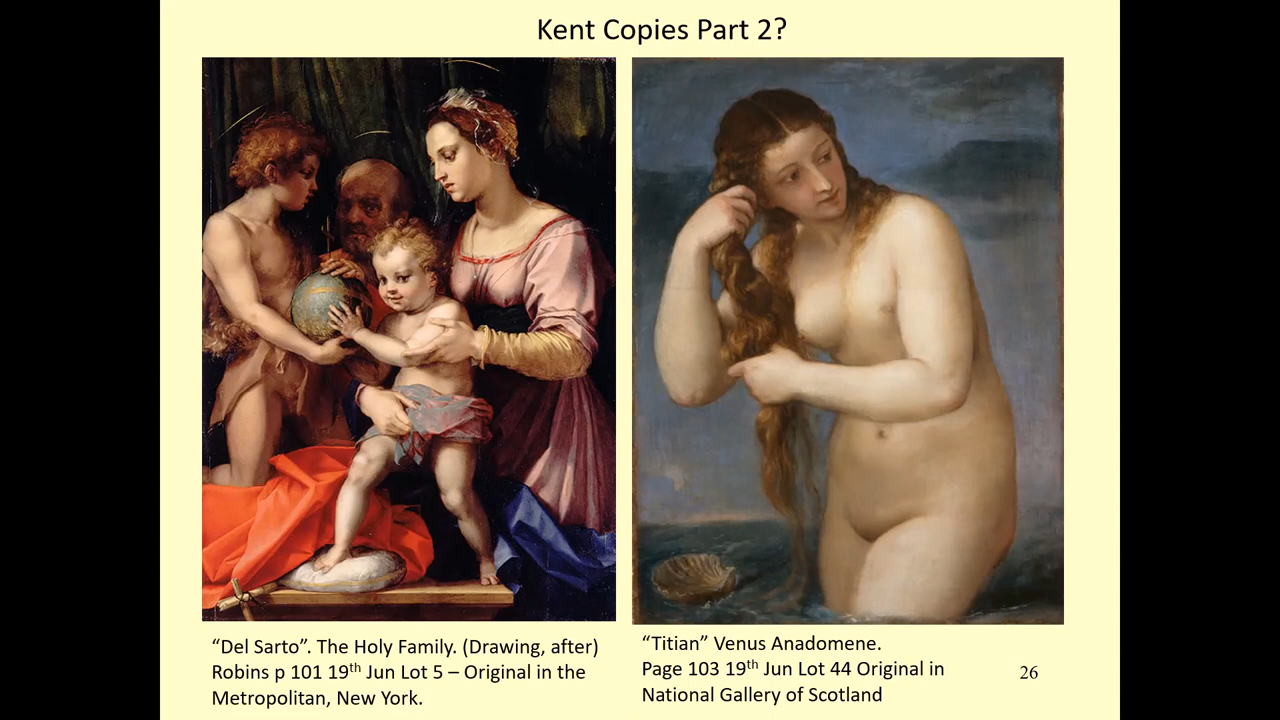 Kent Copies Part 2?
“Del Sarto”. The Holy Family. (Drawing, after)
Robins p 101 19th Jun Lot 5 – Original in the
Metropolitan, New York.
“Titian” Venus Anadomene.
Page 103 19th Jun Lot 44 Original in
National Gallery of Scotland
26